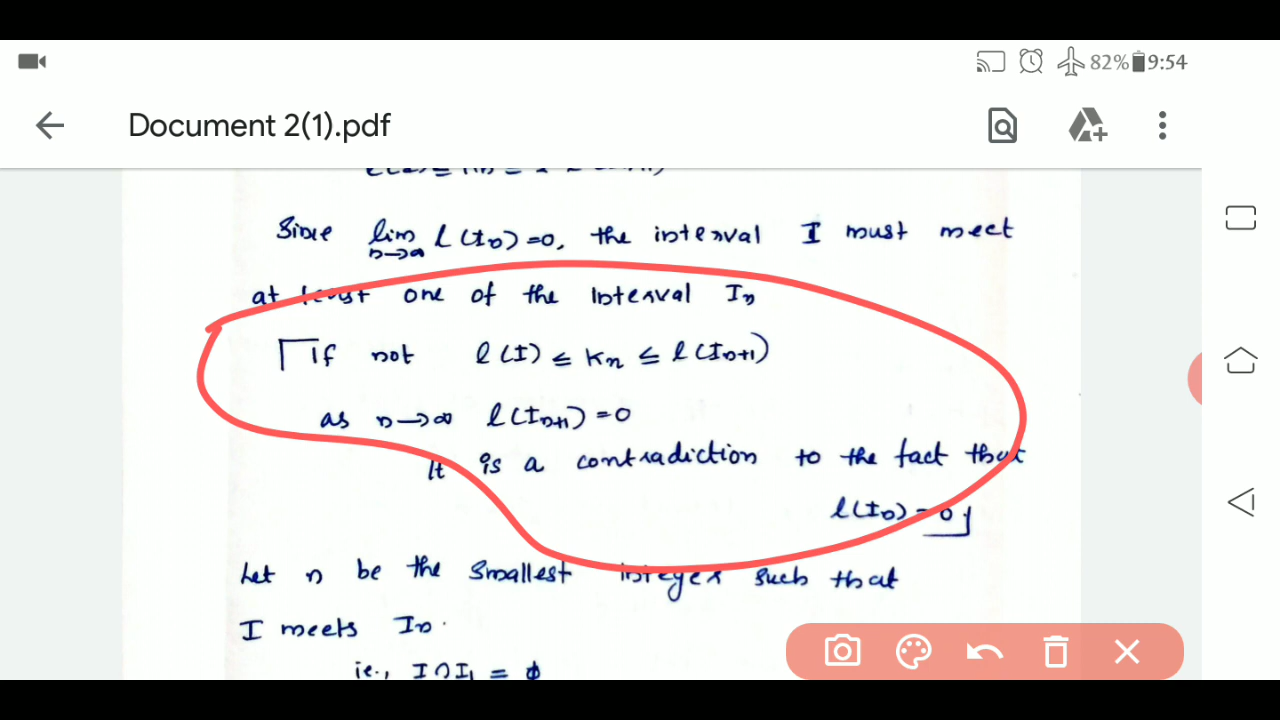 82% 9:54
Document 2(1).pdf
Since lim n→∞ l(In)=0, the interval I must meet
at least one of the interval In
If not l(I) ≤ kn ≤ l(In+1)
as n→∞ l(In+1)=0
It is a contradiction to the fact that
l(In)=0
Let n be the smallest integer such that
I meets In.
ie., I∩I1 = ϕ